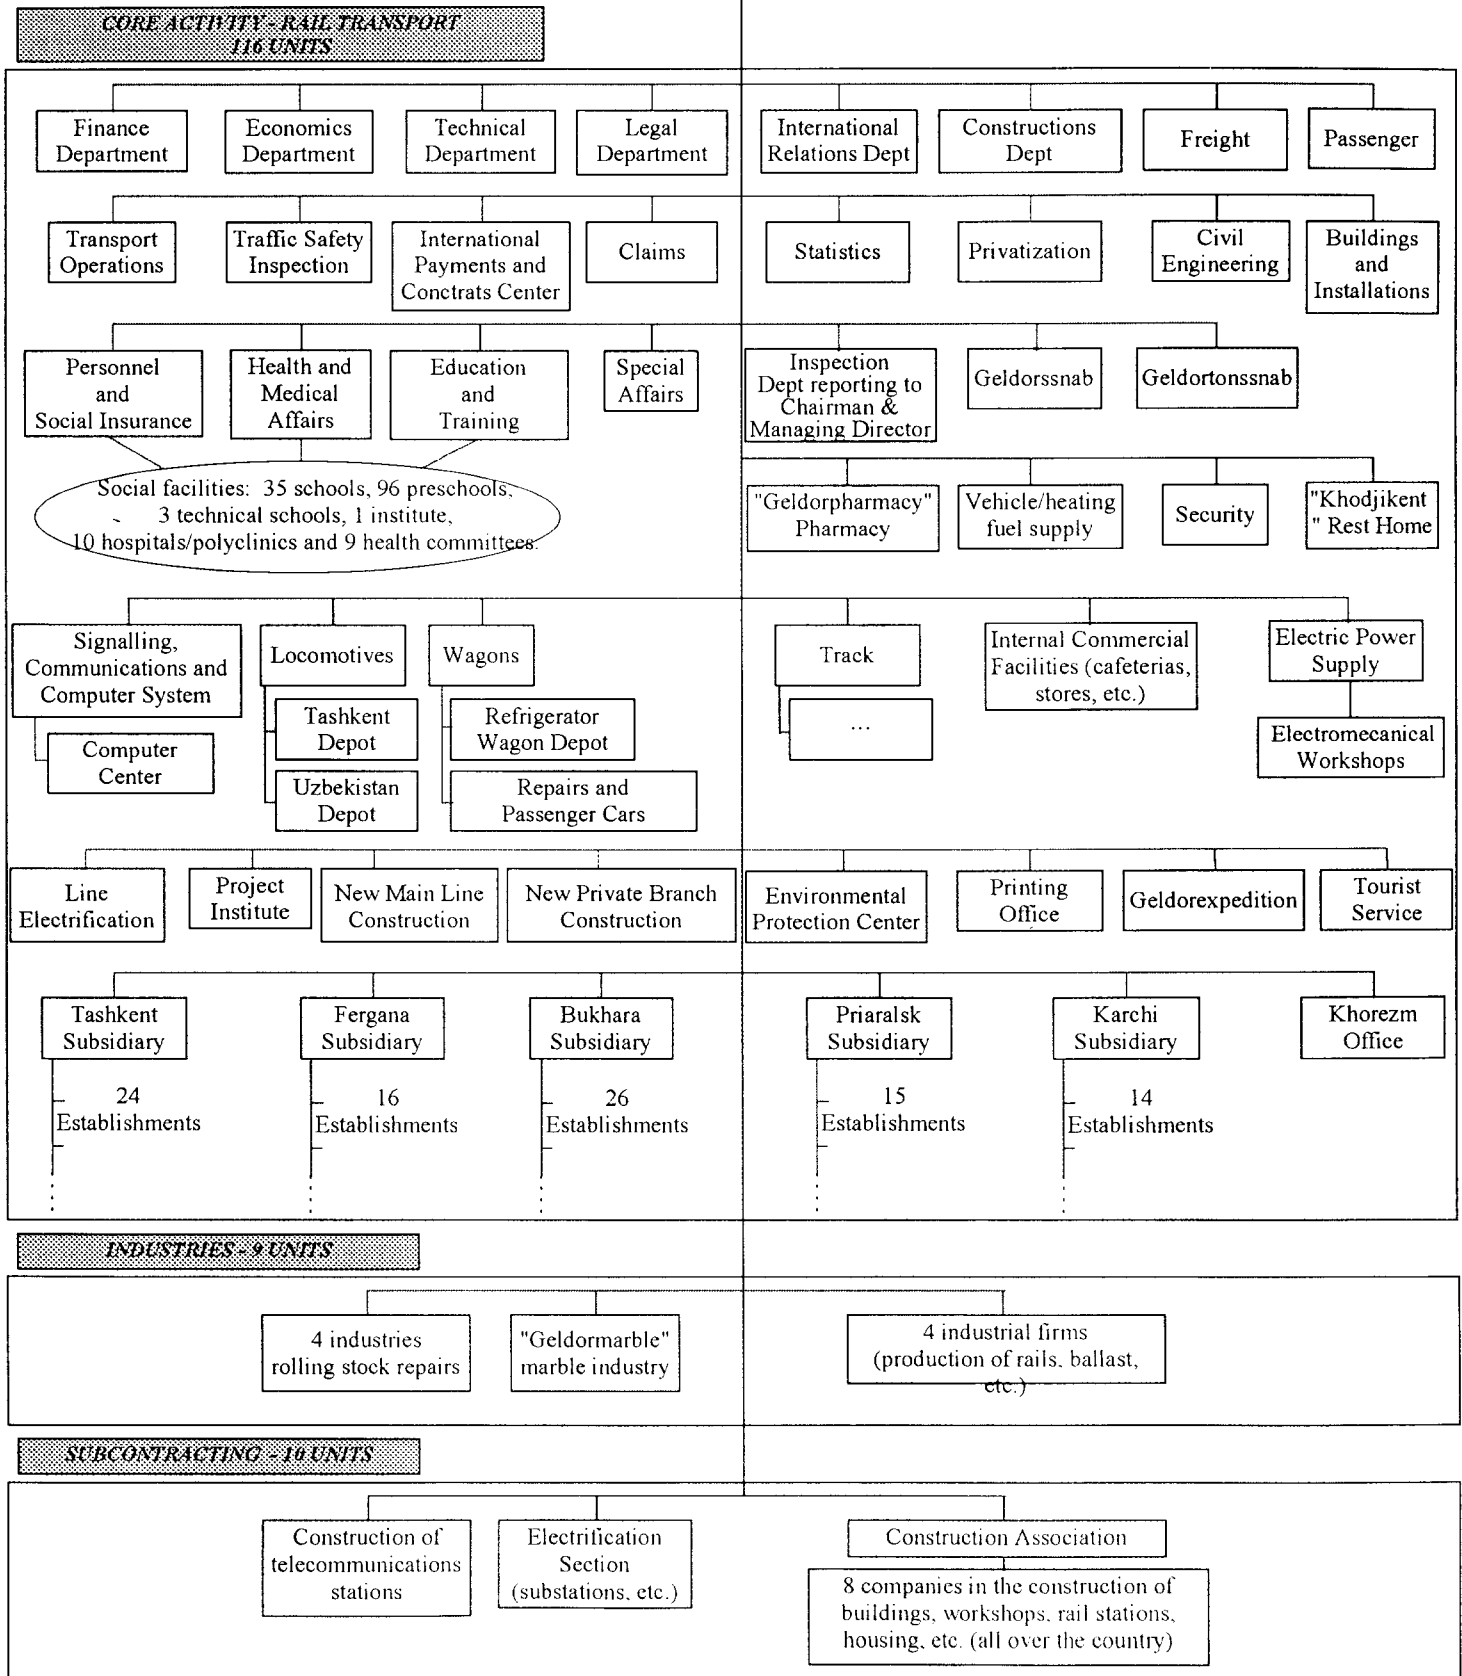 CORE ACTIVITY - RAIL TRANSPORT
116 UNITS
Finance
Department
Economics
Department
Technical
Department
Legal
Department
International
Relations Dept
Constructions
Dept
Freight
Passenger
Transport
Operations
Traffic Safety
Inspection
International
Payments and
Conctrats Center
Claims
Statistics
Privatization
Civil
Engineering
Buildings
and
Installations
Personnel
and
Social Insurance
Health and
Medical
Affairs
Education
and
Training
Special
Affairs
Inspection
Dept reporting to
Chairman &
Managing Director
Geldorssnab
Geldortonssnab
Social facilities: 35 schools, 96 preschools,
3 technical schools, 1 institute,
10 hospitals/polyclinics and 9 health committees.
"Geldorpharmacy"
Pharmacy
Vehicle/heating
fuel supply
Security
"Khodjikent
" Rest Home
Signalling,
Communications and
Computer System
Computer
Center
Locomotives
Tashkent
Depot
Uzbekistan
Depot
Wagons
Refrigerator
Wagon Depot
Repairs and
Passenger Cars
Track
...
Internal Commercial
Facilities (cafeterias,
stores, etc.)
Electric Power
Supply
Electromecanical
Workshops
Line
Electrification
Project
Institute
New Main Line
Construction
New Private Branch
Construction
Environmental
Protection Center
Printing
Office
Geldorexpedition
Tourist
Service
Tashkent
Subsidiary
24
Establishments
Fergana
Subsidiary
16
Establishments
Bukhara
Subsidiary
26
Establishments
Priaralsk
Subsidiary
15
Establishments
Karchi
Subsidiary
14
Establishments
Khorezm
Office
INDUSTRIES - 9 UNITS
4 industries
rolling stock repairs
"Geldormarble"
marble industry
4 industrial firms
(production of rails, ballast,
etc.)
SUBCONTRACTING - 10 UNITS
Construction of
telecommunications
stations
Electrification
Section
(substations, etc.)
Construction Association
8 companies in the construction of
buildings, workshops, rail stations,
housing, etc. (all over the country)